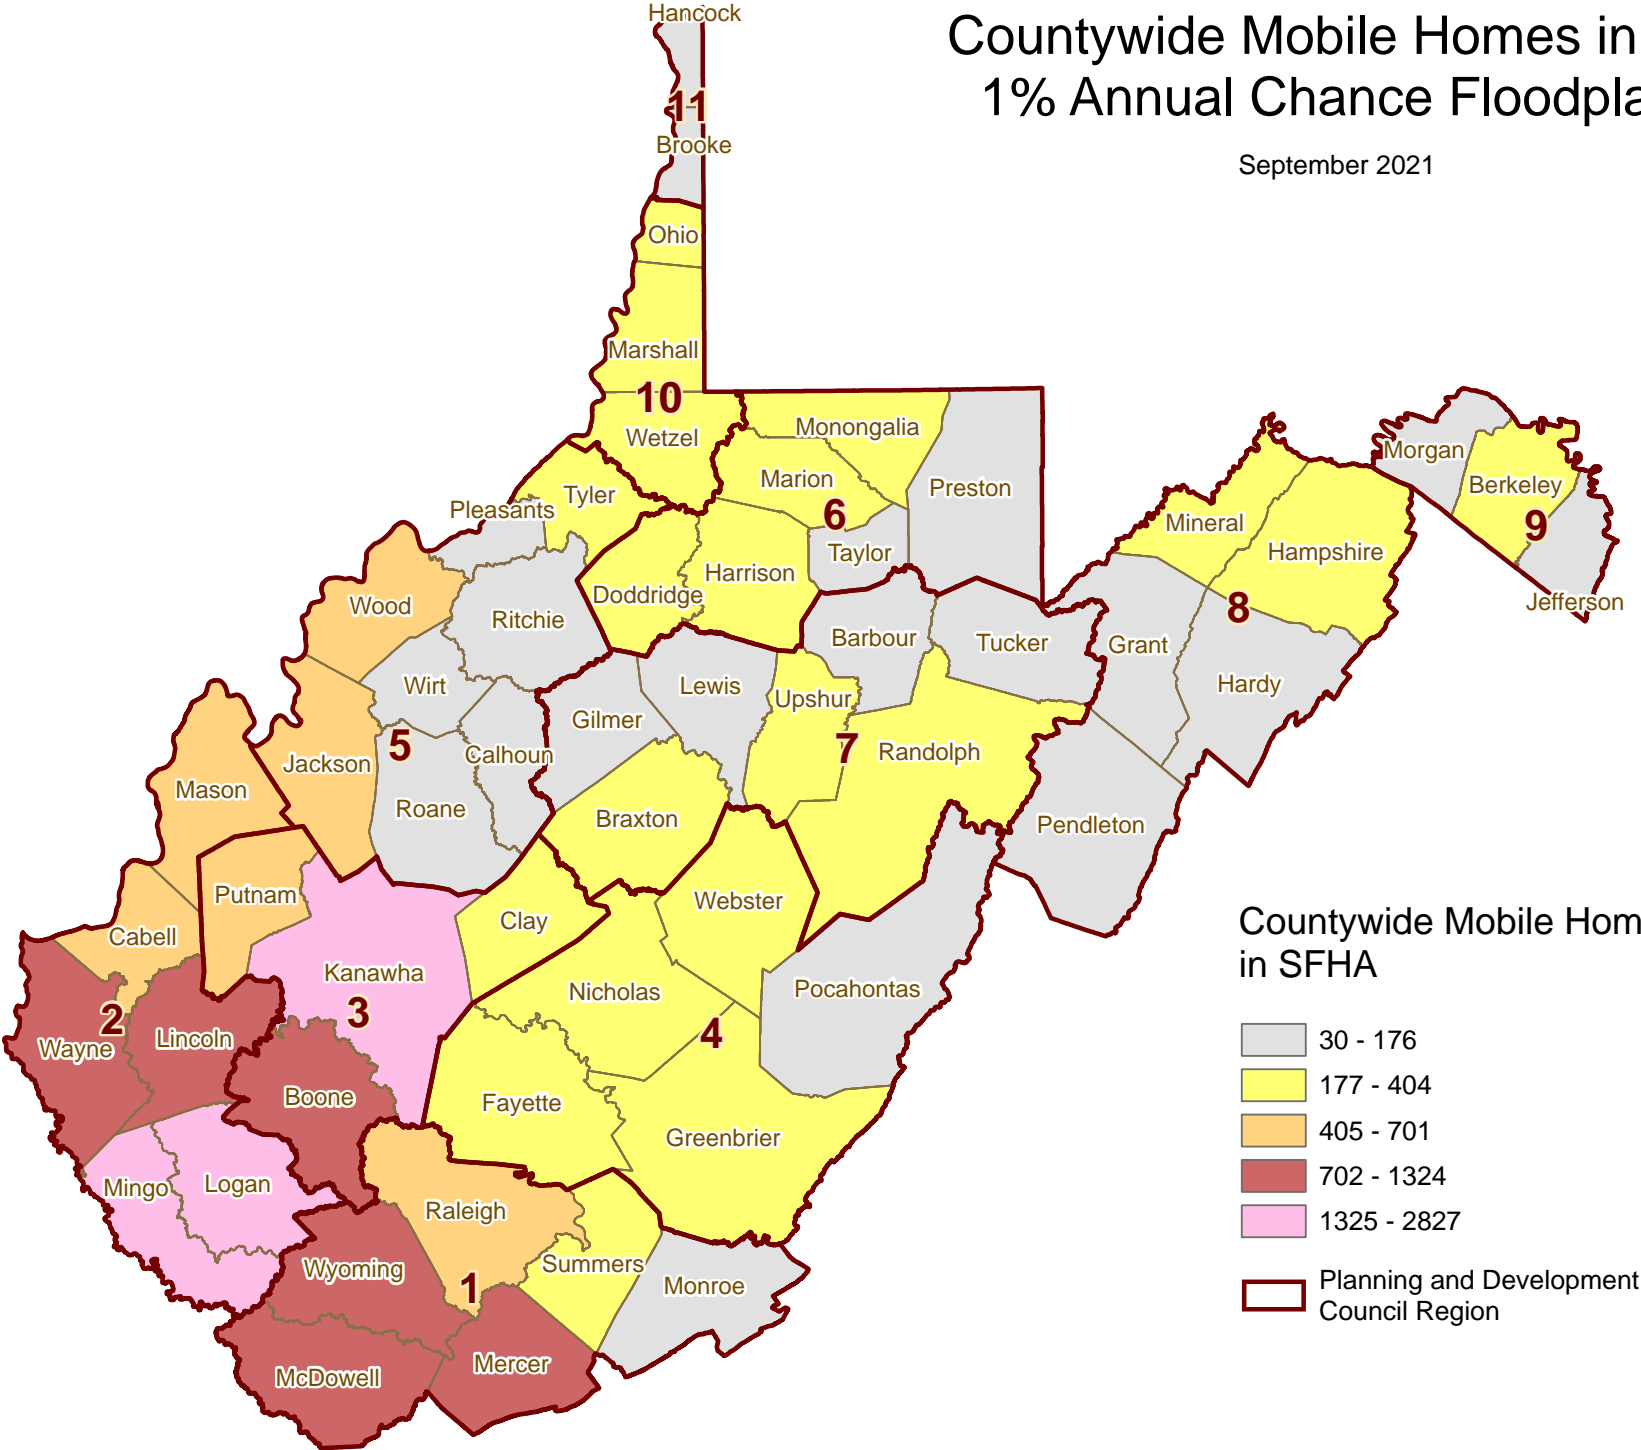 Hancock
Countywide Mobile Homes in
1% Annual Chance Floodpla
September 2021
11
Brooke
Ohio
Marshall
10
Wetzel
Monongalia
Marion
Preston
6
Taylor
Tyler
Pleasants
Harrison
Doddridge
Morgan
Berkeley
9
Jefferson
Mineral
Hampshire
8
Grant
Hardy
Wood
Ritchie
Barbour
Tucker
Wirt
Lewis
Upshur
Gilmer
5
Calhoun
7
Randolph
Jackson
Mason
Roane
Braxton
Pendleton
Putnam
Clay
Webster
Cabell
Kanawha
3
Nicholas
Pocahontas
2
Wayne
Lincoln
4
Boone
Fayette
Greenbrier
Mingo
Logan
Raleigh
Summers
Wyoming
1
Monroe
McDowell
Mercer
Countywide Mobile Hom
in SFHA
30 - 176
177 - 404
405 - 701
702 - 1324
1325 - 2827
Planning and Development
Council Region